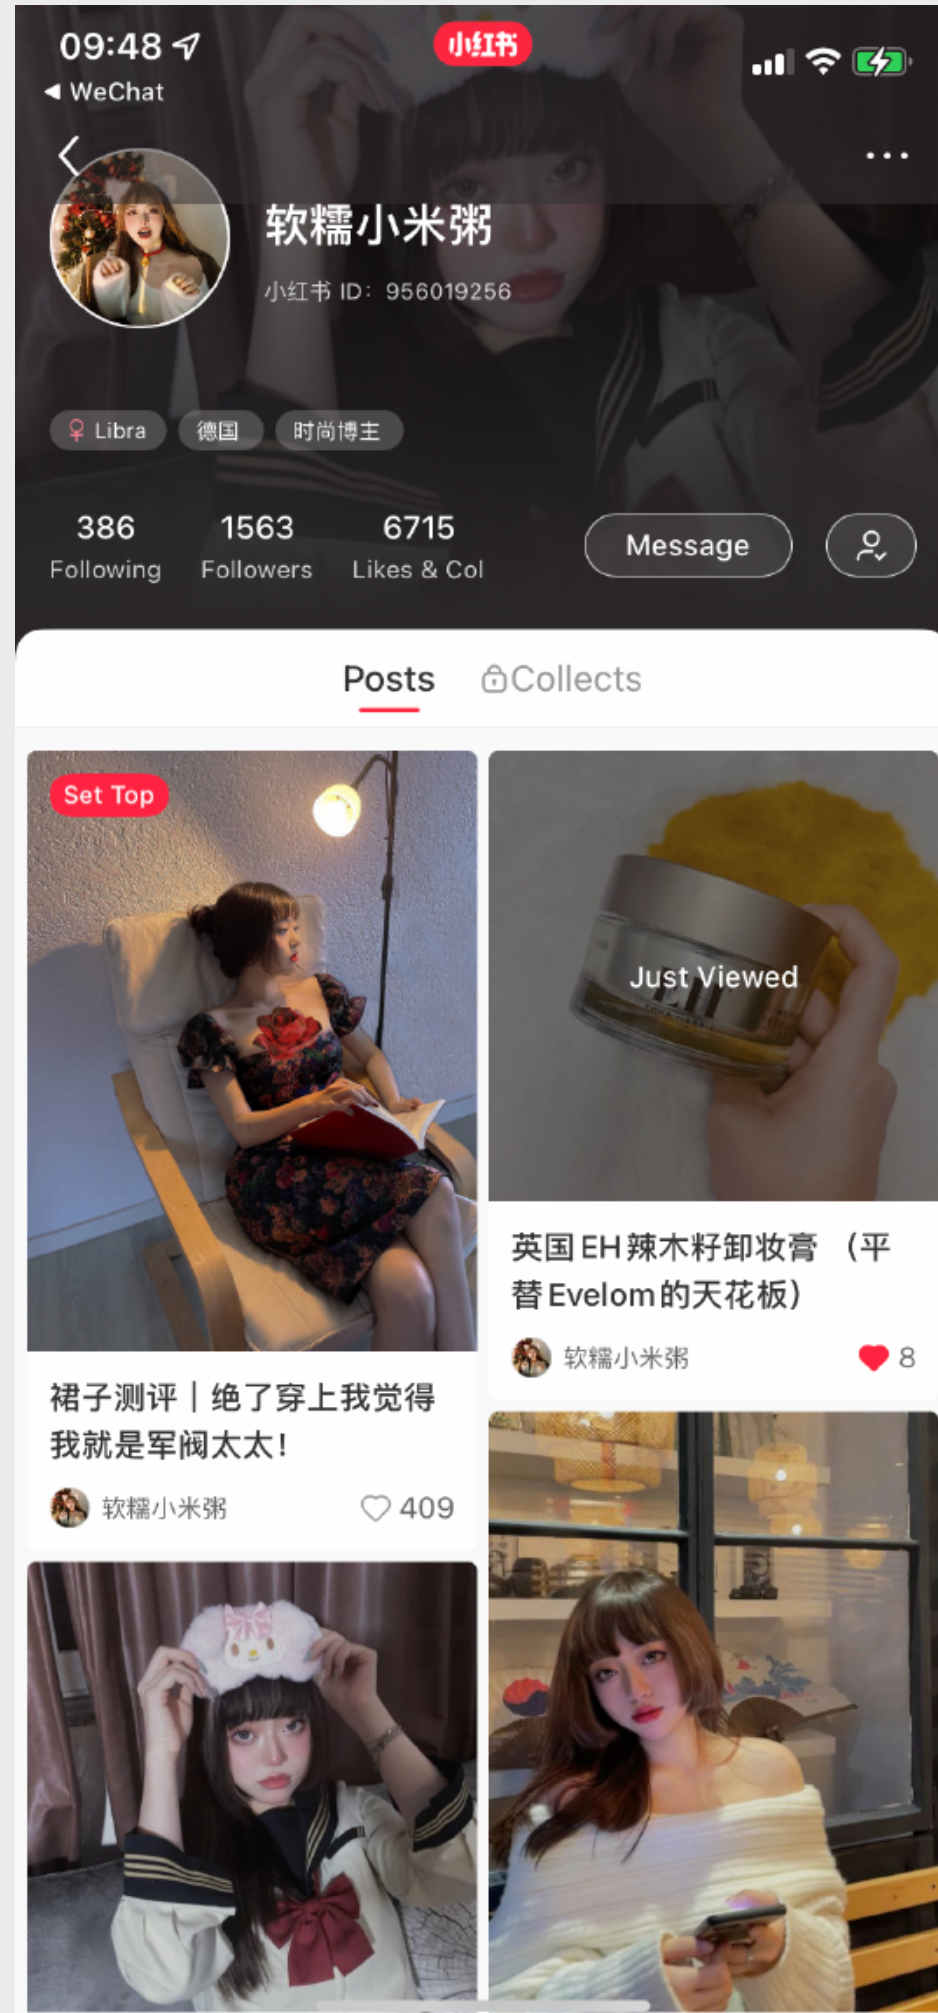 09:48
小红书
WeChat
软糯小米粥
小红书 ID: 956019256
Libra
德国
时尚博主
386
1563
6715
Following
Followers
Likes & Col
Message
Posts
Collects
Set Top
Just Viewed
EH
英国EH辣木籽卸妆膏 （平
替Evelom的天花板）
软糯小米粥
8
裙子测评｜绝了穿上我觉得
我就是军阀太太！
软糯小米粥
409